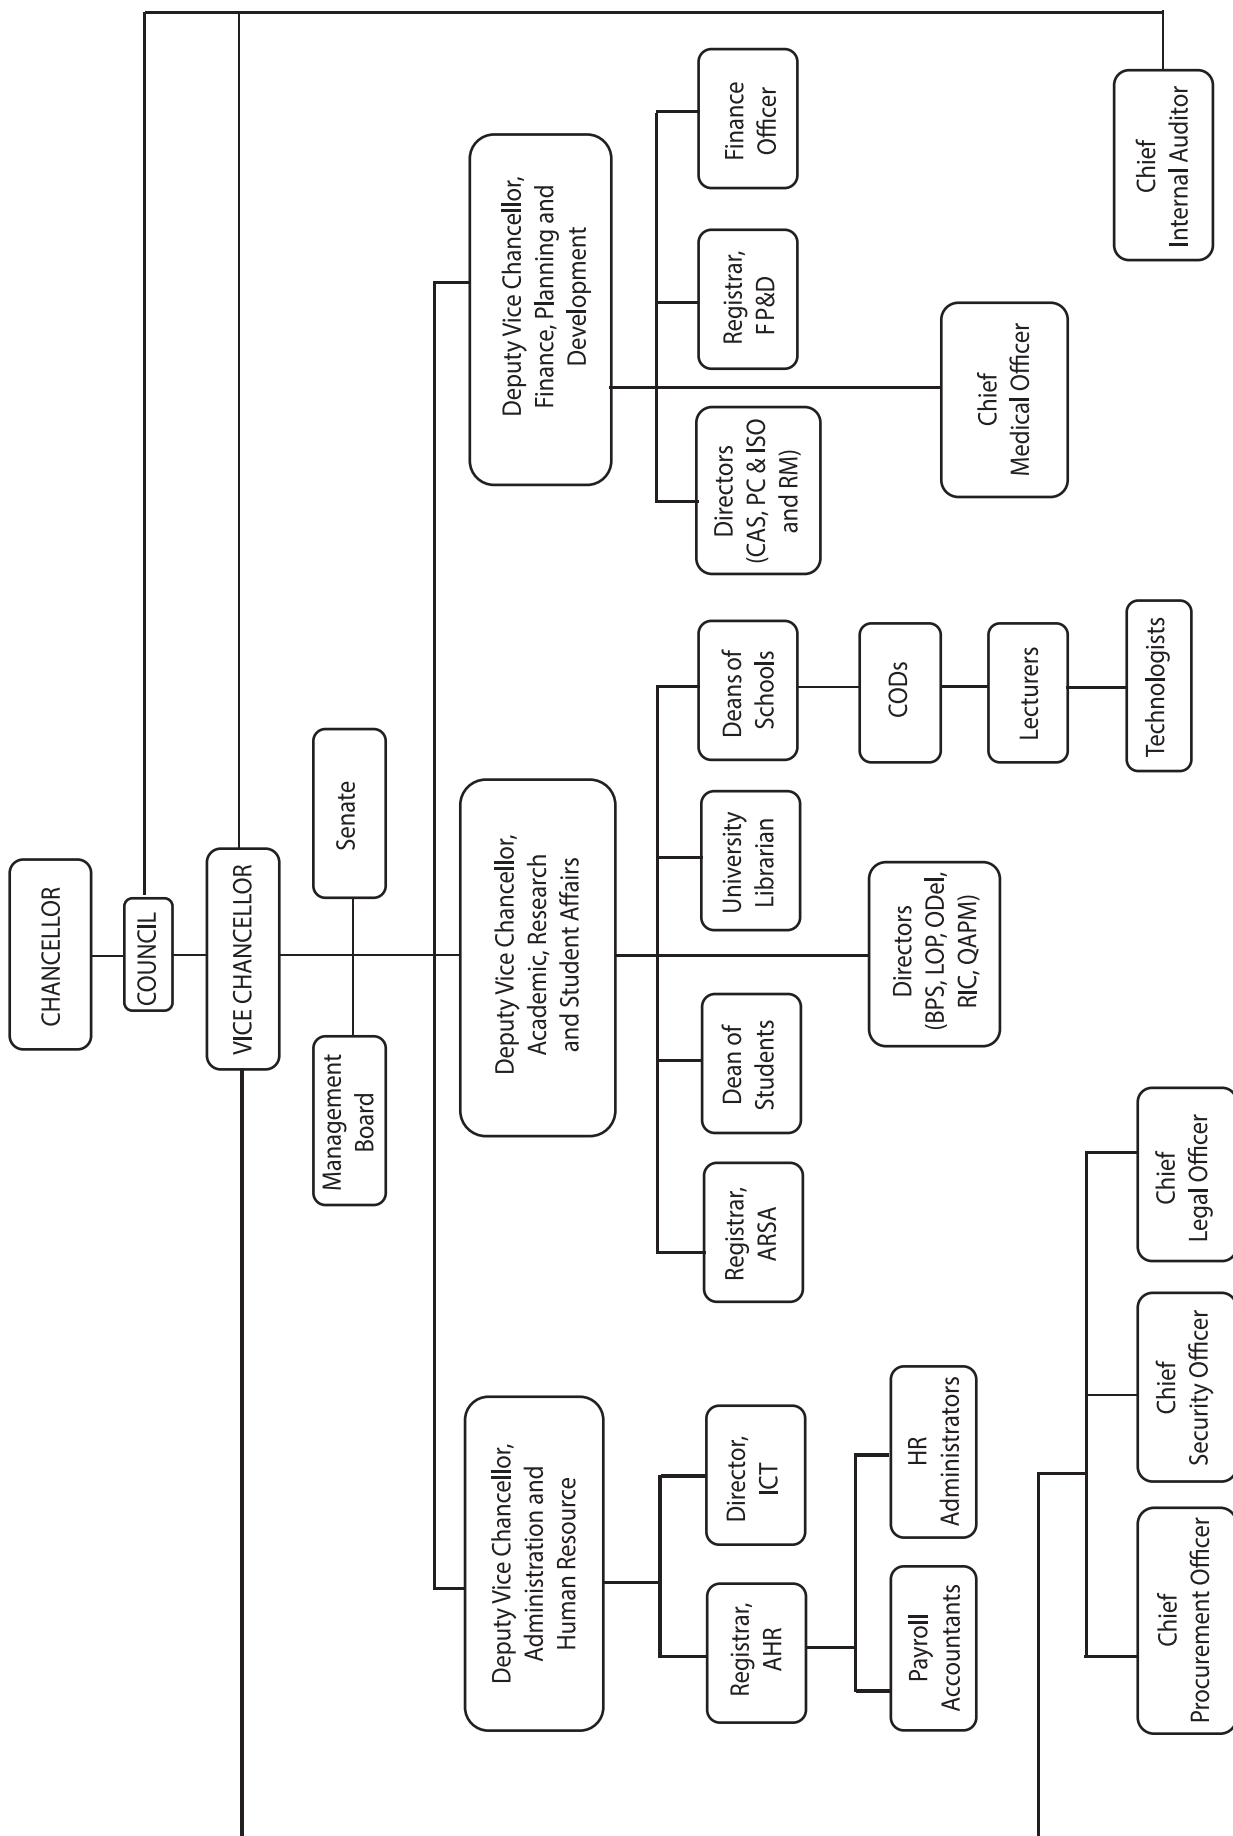 CHANCELLOR
COUNCIL
VICE CHANCELLOR
Management
Board
Senate
Deputy Vice Chancellor,
Administration and
Human Resource
Deputy Vice Chancellor,
Academic, Research
and Student Affairs
Deputy Vice Chancellor,
Finance, Planning and
Development
Registrar,
AHR
Director,
ICT
Registrar,
ARSA
Dean of
Students
University
Librarian
Deans of
Schools
Directors
(CAS, PC & ISO
and RM)
Registrar,
F P&D
Finance
Officer
Payroll
Accountants
HR
Administrators
Directors
(BPS, LOP, ODel,
RIC, QAPM)
CODs
Lecturers
Technologists
Chief
Medical Officer
Chief
Procurement Officer
Chief
Security Officer
Chief
Legal Officer
Chief
Internal Auditor